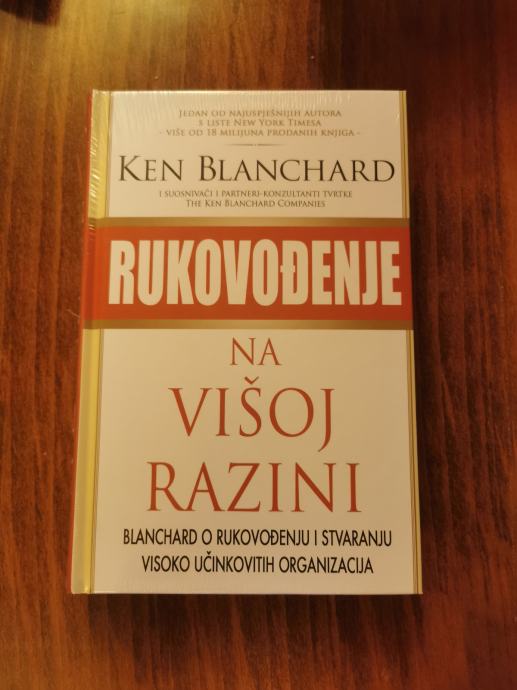 JEDAN OD NAJUSPJEŠNIJIH AUTORA
S LISTE NEW YORK TIMESA
- VIŠE OD 18 MILIJUNA PRODANIH KNJIGA -
KEN BLANCHARD
I SUOSNIVAČI I PARTNERI-KONZULTANTI TVRTKE
THE KEN BLANCHARD COMPANIES
RUKOVOĐENJE
NA
VIŠOJ
RAZINI
BLANCHARD O RUKOVOĐENJU I STVARANJU
VISOKO UČINKOVITIH ORGANIZACIJA